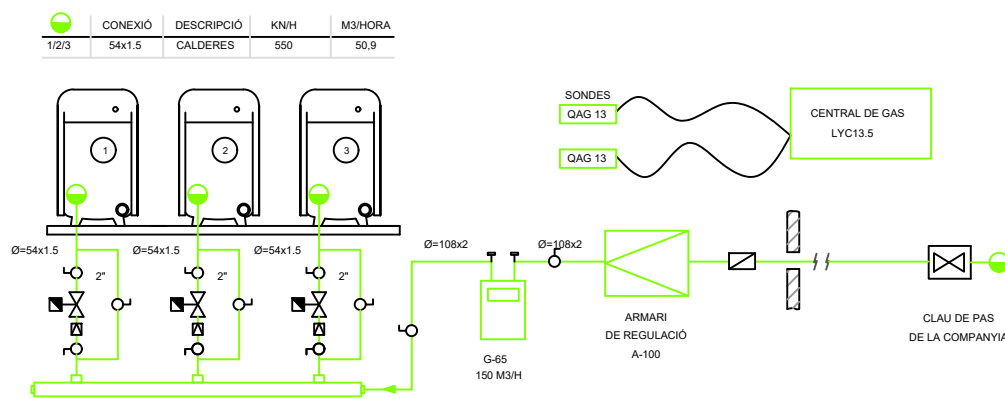 CONEXIÓ DESCRIPCIÓ KN/H M3/HORA
1/2/3 54x1.5 CALDERES 550 50,9
SONDES
QAG 13
QAG 13
CENTRAL DE GAS
LYC13.5
1
2
3
Ø=54x1.5
Ø=54x1.5
Ø=54x1.5
2"
2"
2"
Ø=108x2
Ø=108x2
G-65
150 M3/H
ARMARI
DE REGULACIÓ
A-100
CLAU DE PAS
DE LA COMPANYIA